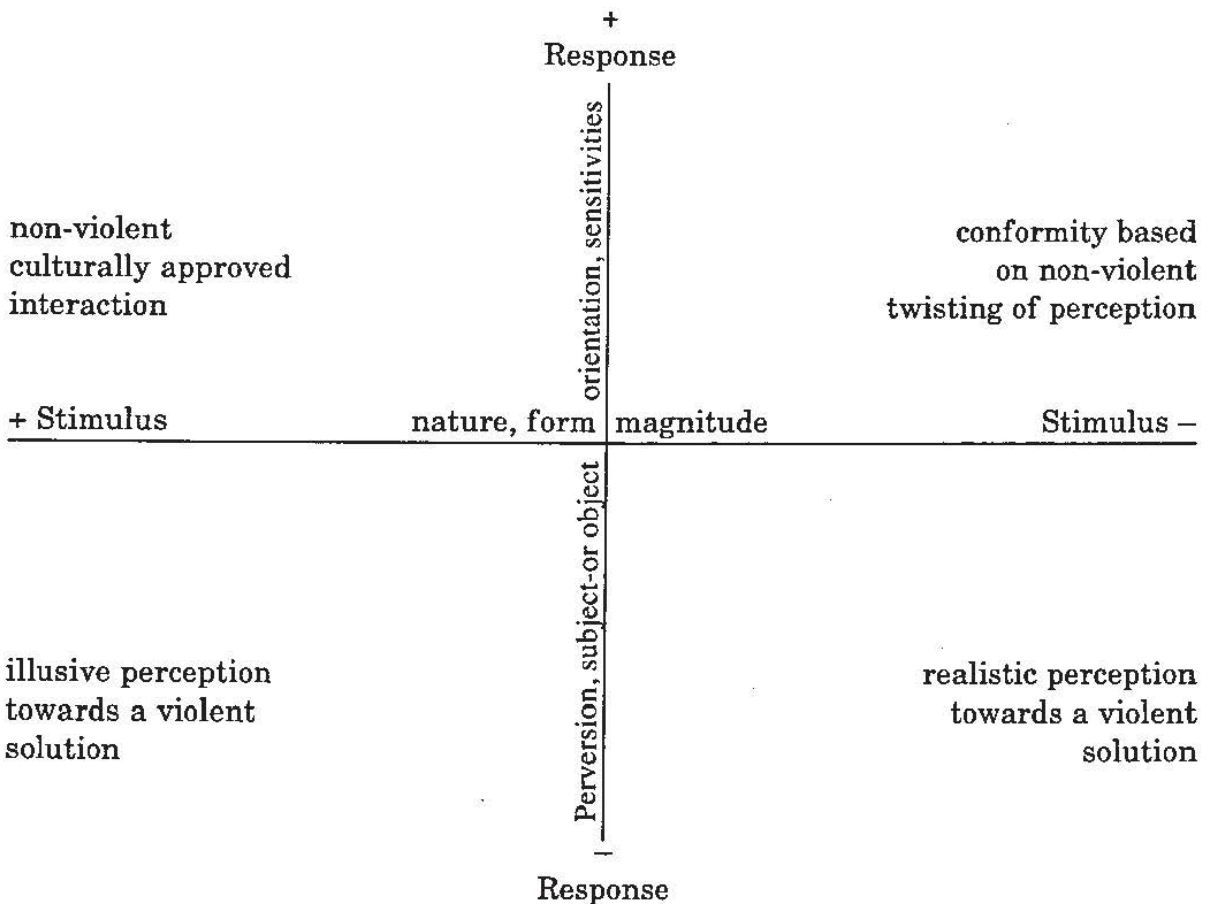 +
Response
orientation, sensitivities
non-violent
culturally approved
interaction
conformity based
on non-violent
twisting of perception
+ Stimulus
nature, form
magnitude
Stimulus –
Perversion, subject-or object
illusive perception
towards a violent
solution
realistic perception
towards a violent
solution
–
Response